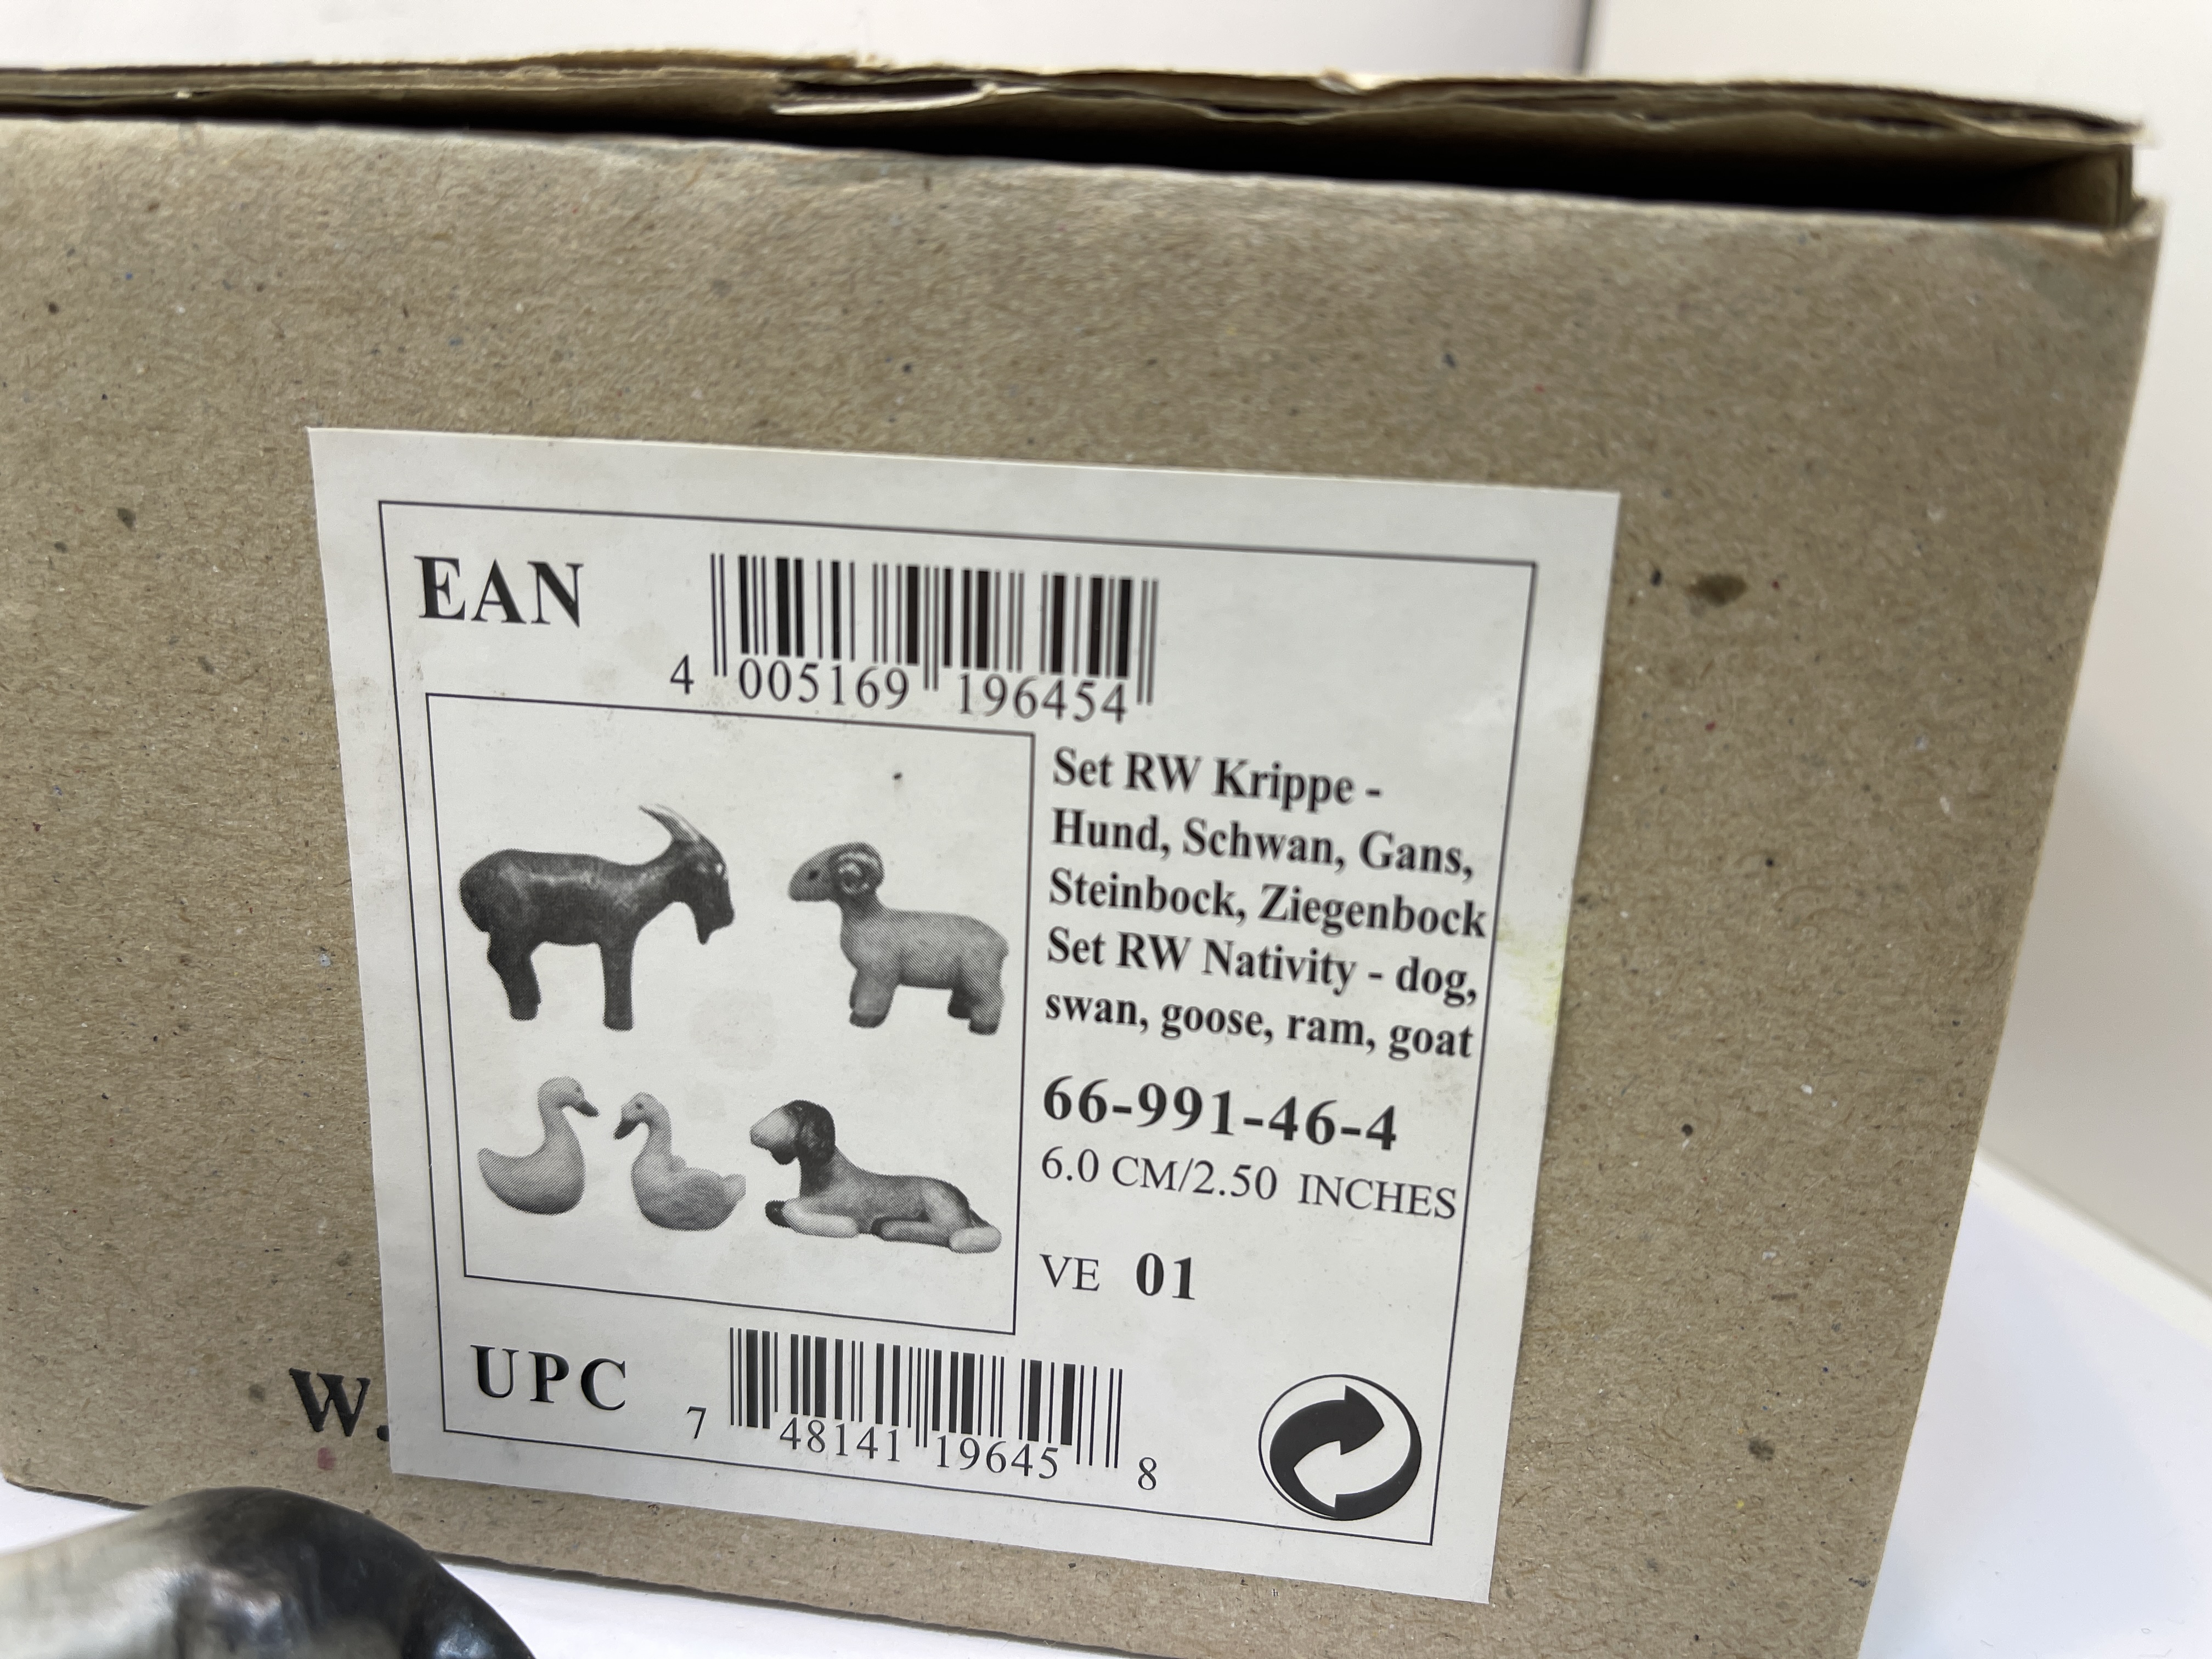 EAN
4 005169 196454
Set RW Krippe -
Hund, Schwan, Gans,
Steinbock, Ziegenbock
Set RW Nativity - dog,
swan, goose, ram, goat
66-991-46-4
6.0 CM/2.50 INCHES
VE 01
W.
UPC
7 48141 19645 8